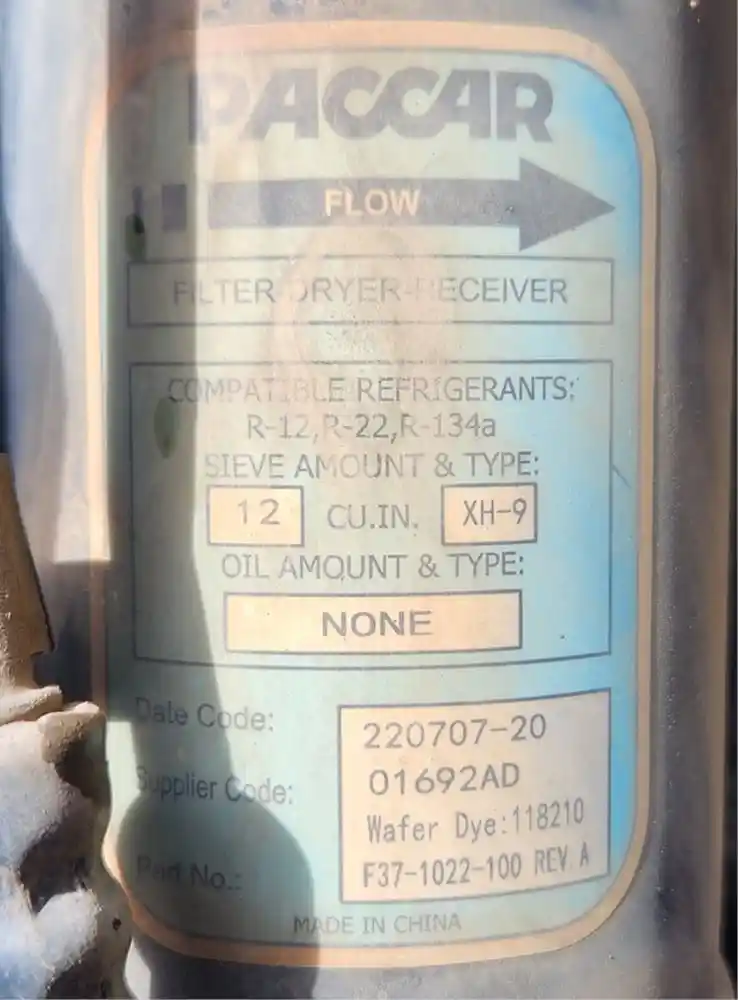 PACCAR
FLOW
FILTER DRYER-RECEIVER
COMPATIBLE REFRIGERANTS:
R-12,R-22,R-134a
SIEVE AMOUNT & TYPE:
12 CU.IN. XH-9
OIL AMOUNT & TYPE:
NONE
Date Code: 220707-20
Supplier Code: 01692AD
Wafer Dye:118210
Part No.: F37-1022-100 REV A
MADE IN CHINA